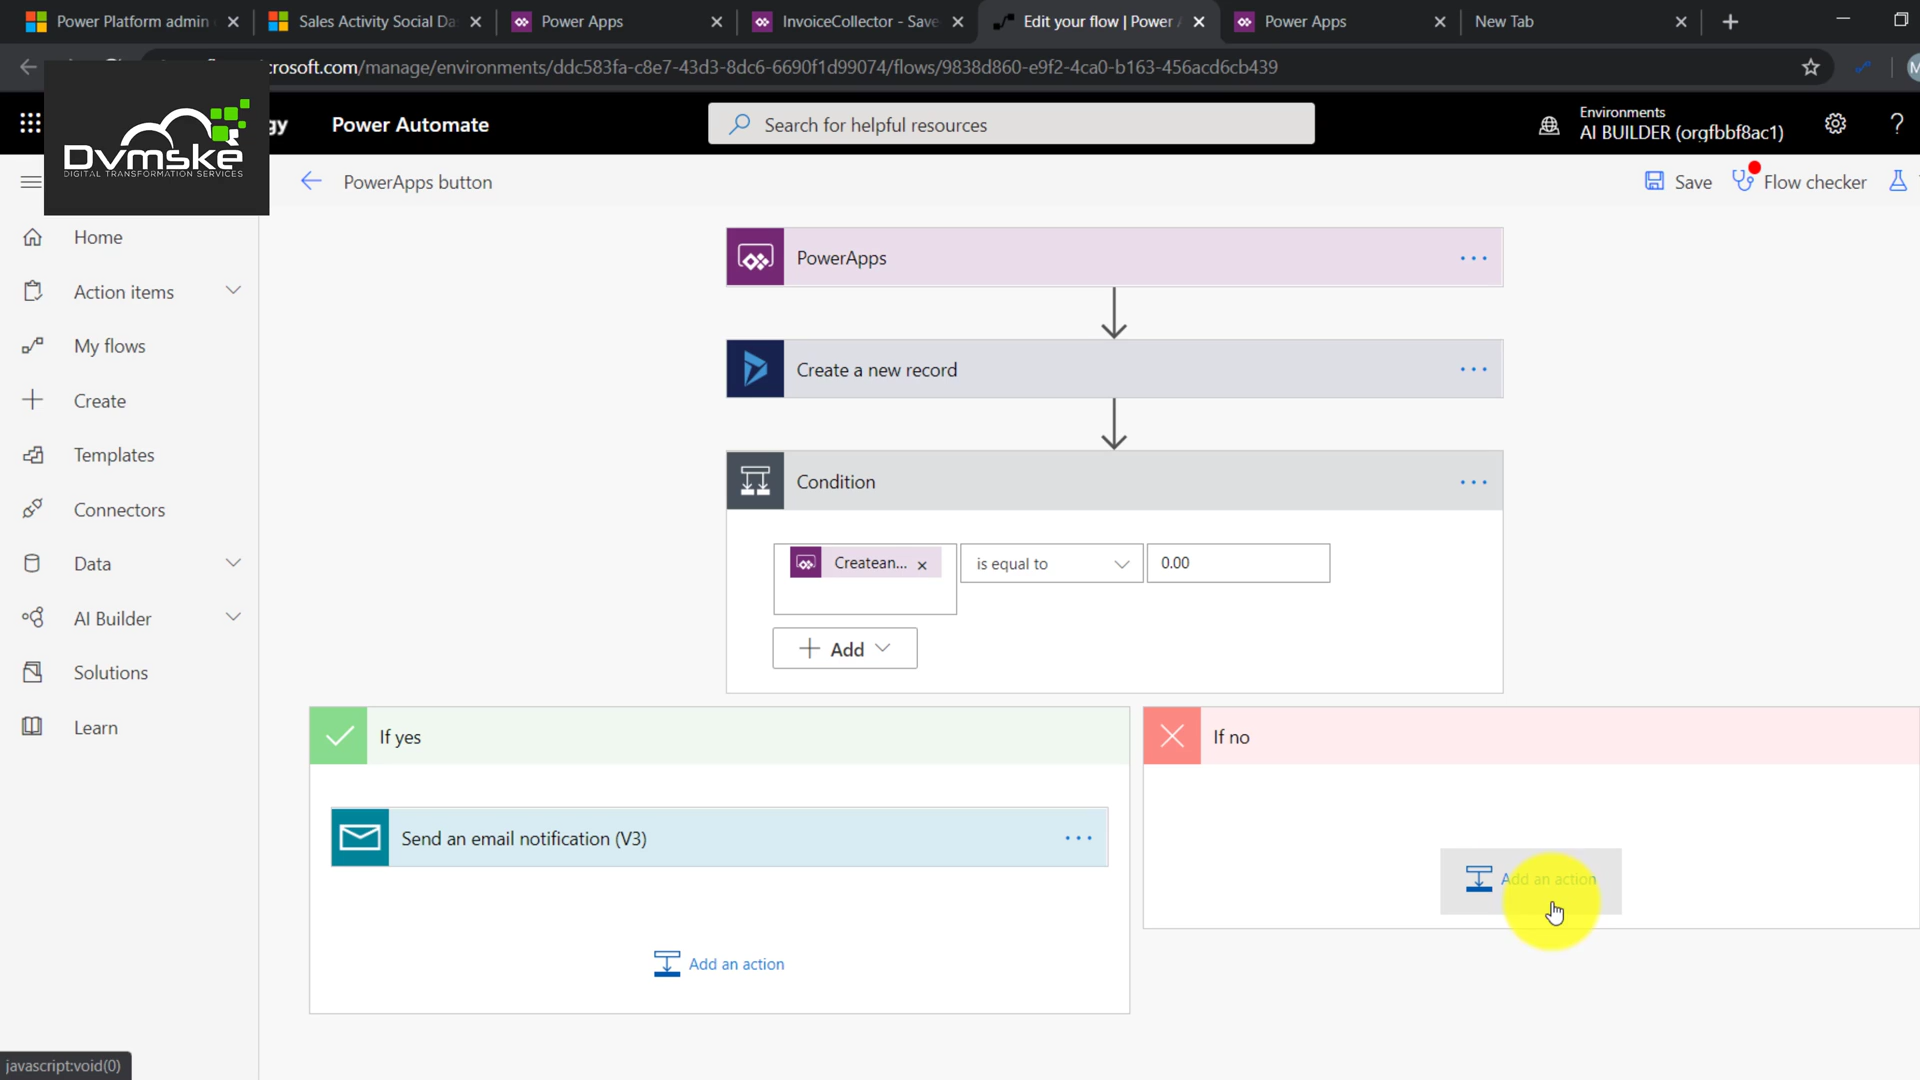 Power Platform admin
Sales Activity Social Da
Power Apps
InvoiceCollector - Save
Edit your flow | Power A
Power Apps
New Tab
crosoft.com/manage/environments/ddc583fa-c8e7-43d3-8dc6-6690f1d99074/flows/9838d860-e9f2-4ca0-b163-456acd6cb439
Dvmske
DIGITAL TRANSFORMATION SERVICES
gy
Power Automate
Search for helpful resources
Environments
AI BUILDER (orgfbbf8ac1)
?
PowerApps button
Save
Flow checker
Home
Action items
My flows
Create
Templates
Connectors
Data
AI Builder
Solutions
Learn
PowerApps
Create a new record
Condition
Createan...
is equal to
0.00
Add
If yes
Send an email notification (V3)
Add an action
If no
Add an action
javascript:void(0)